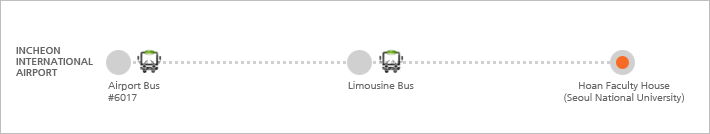 INCHEON
INTERNATIONAL
AIRPORT
Airport Bus
#6017
Limousine Bus
Hoan Faculty House
(Seoul National University)